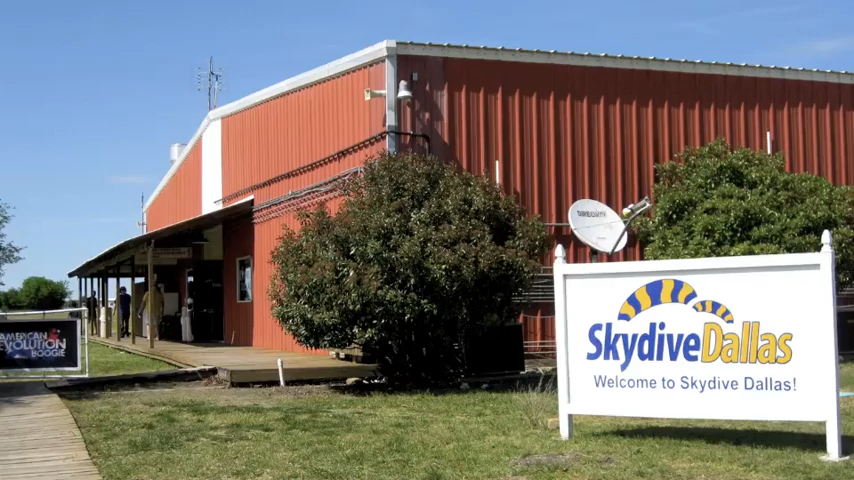 AMERICAN
EVOLUTION
BOOGIE
SkydiveDallas
Welcome to Skydive Dallas!